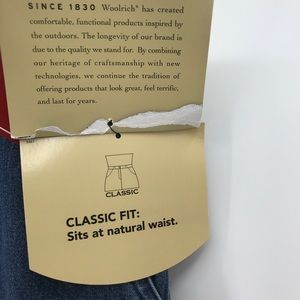 SINCE 1830 Woolrich® has created
comfortable, functional products inspired by
the outdoors. The longevity of our brand is
due to the quality we stand for. By combining
our heritage of craftsmanship with new
technologies, we continue the tradition of
offering products that look great, feel terrific,
and last for years.
CLASSIC
CLASSIC FIT:
Sits at natural waist.